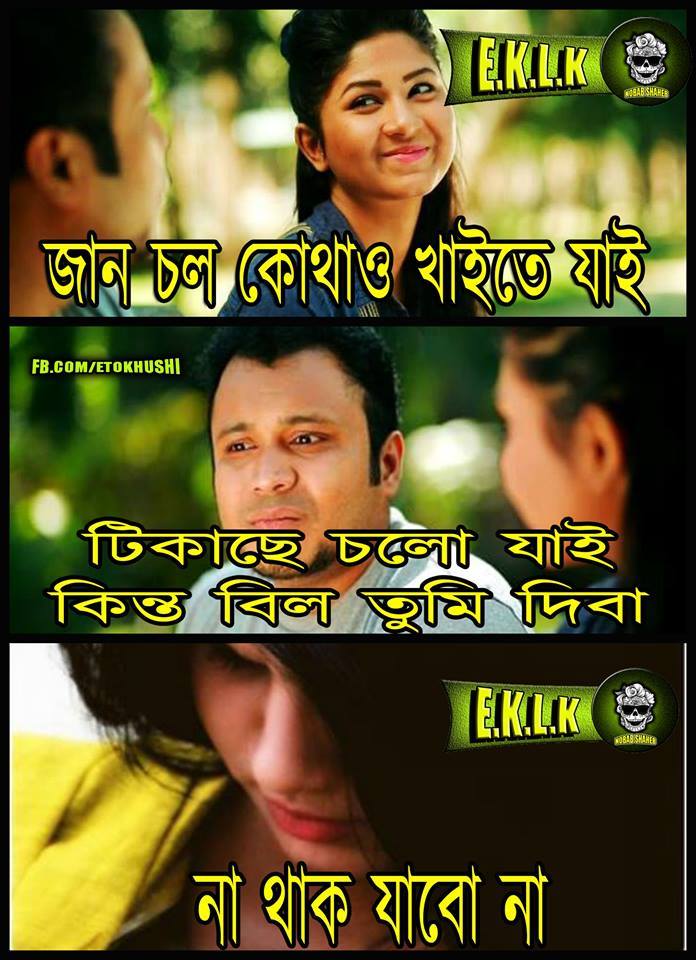 E.K.L.K
NOBAB SHAHEB
জান চল কোথাও খাইতে যাই
FB.COM/ETOKHUSHI
টিকাছে চলো যাই
কিন্ত বিল তুমি দিবা
E.K.L.K
NOBAB SHAHEB
না থাক যাবো না